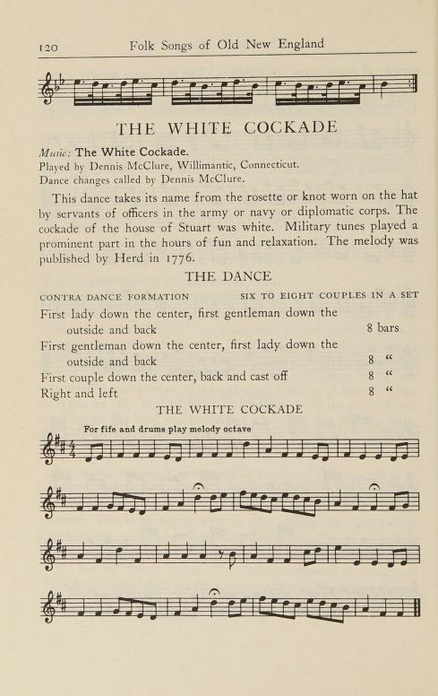 120
Folk Songs of Old New England
THE WHITE COCKADE
Music: The White Cockade.
Played by Dennis McClure, Willimantic, Connecticut.
Dance changes called by Dennis McClure.
This dance takes its name from the rosette or knot worn on the hat
by servants of officers in the army or navy or diplomatic corps. The
cockade of the house of Stuart was white. Military tunes played a
prominent part in the hours of fun and relaxation. The melody was
published by Herd in 1776.
THE DANCE
CONTRA DANCE FORMATION SIX TO EIGHT COUPLES IN A SET
First lady down the center, first gentleman down the
outside and back 8 bars
First gentleman down the center, first lady down the
outside and back 8 “
First couple down the center, back and cast off 8 “
Right and left 8 “
THE WHITE COCKADE
For fife and drums play melody octave
4
4